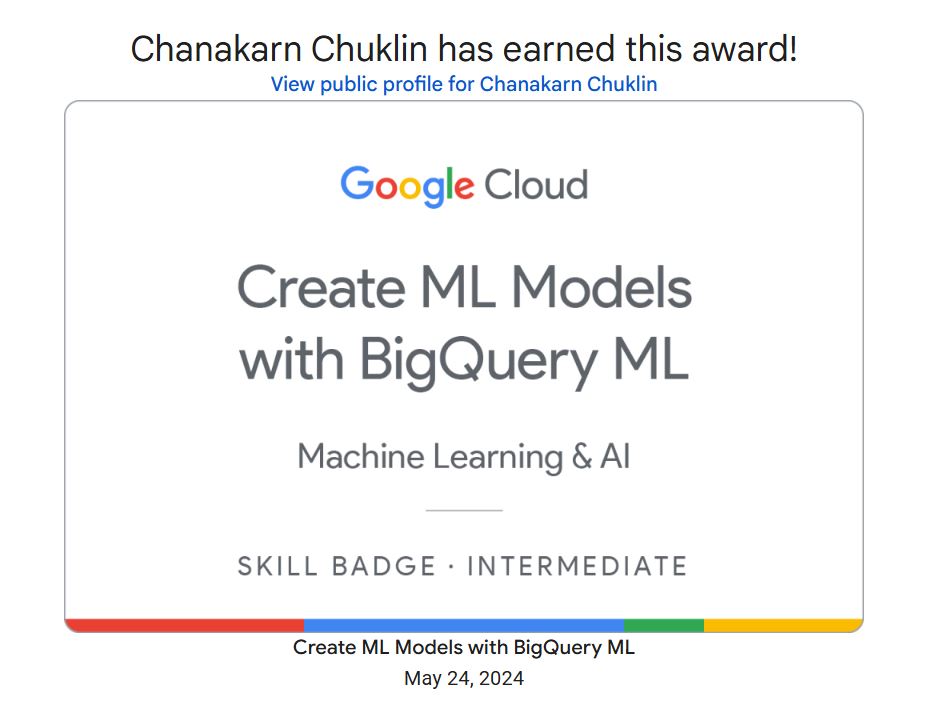 Chanakarn Chuklin has earned this award!
View public profile for Chanakarn Chuklin
Google Cloud
Create ML Models
with BigQuery ML
Machine Learning & AI
SKILL BADGE · INTERMEDIATE
Create ML Models with BigQuery ML
May 24, 2024